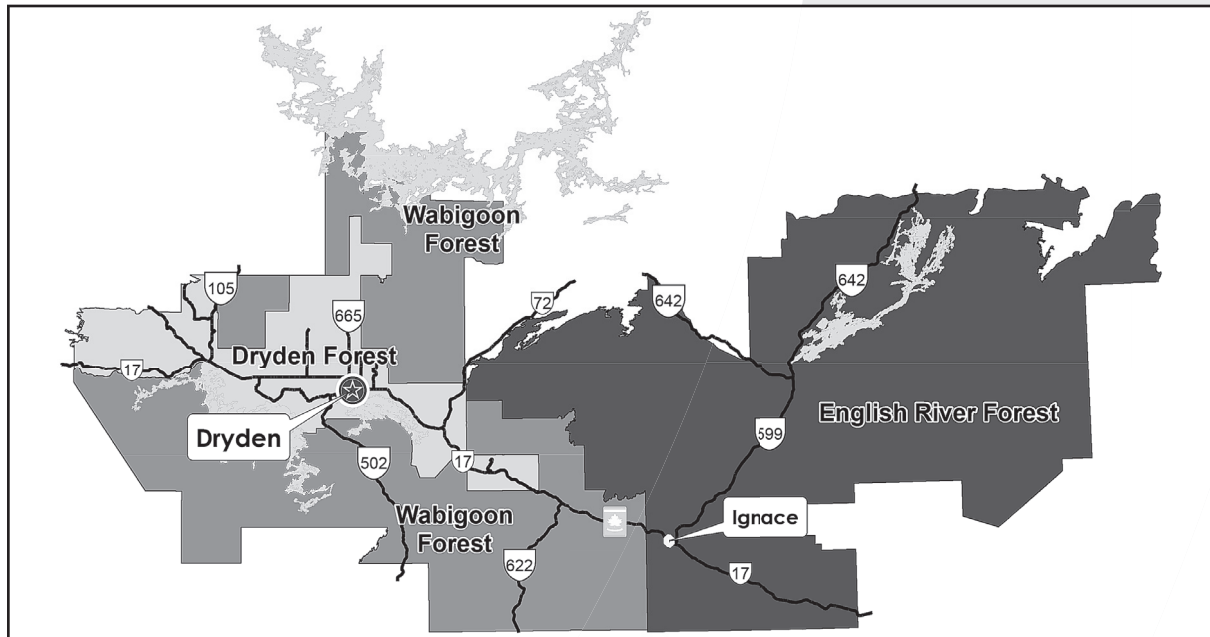 Wabigoon
Forest
105
665
72
642
642
17
Dryden Forest
Dryden
English River Forest
599
502
17
Wabigoon
Forest
Ignace
622
17